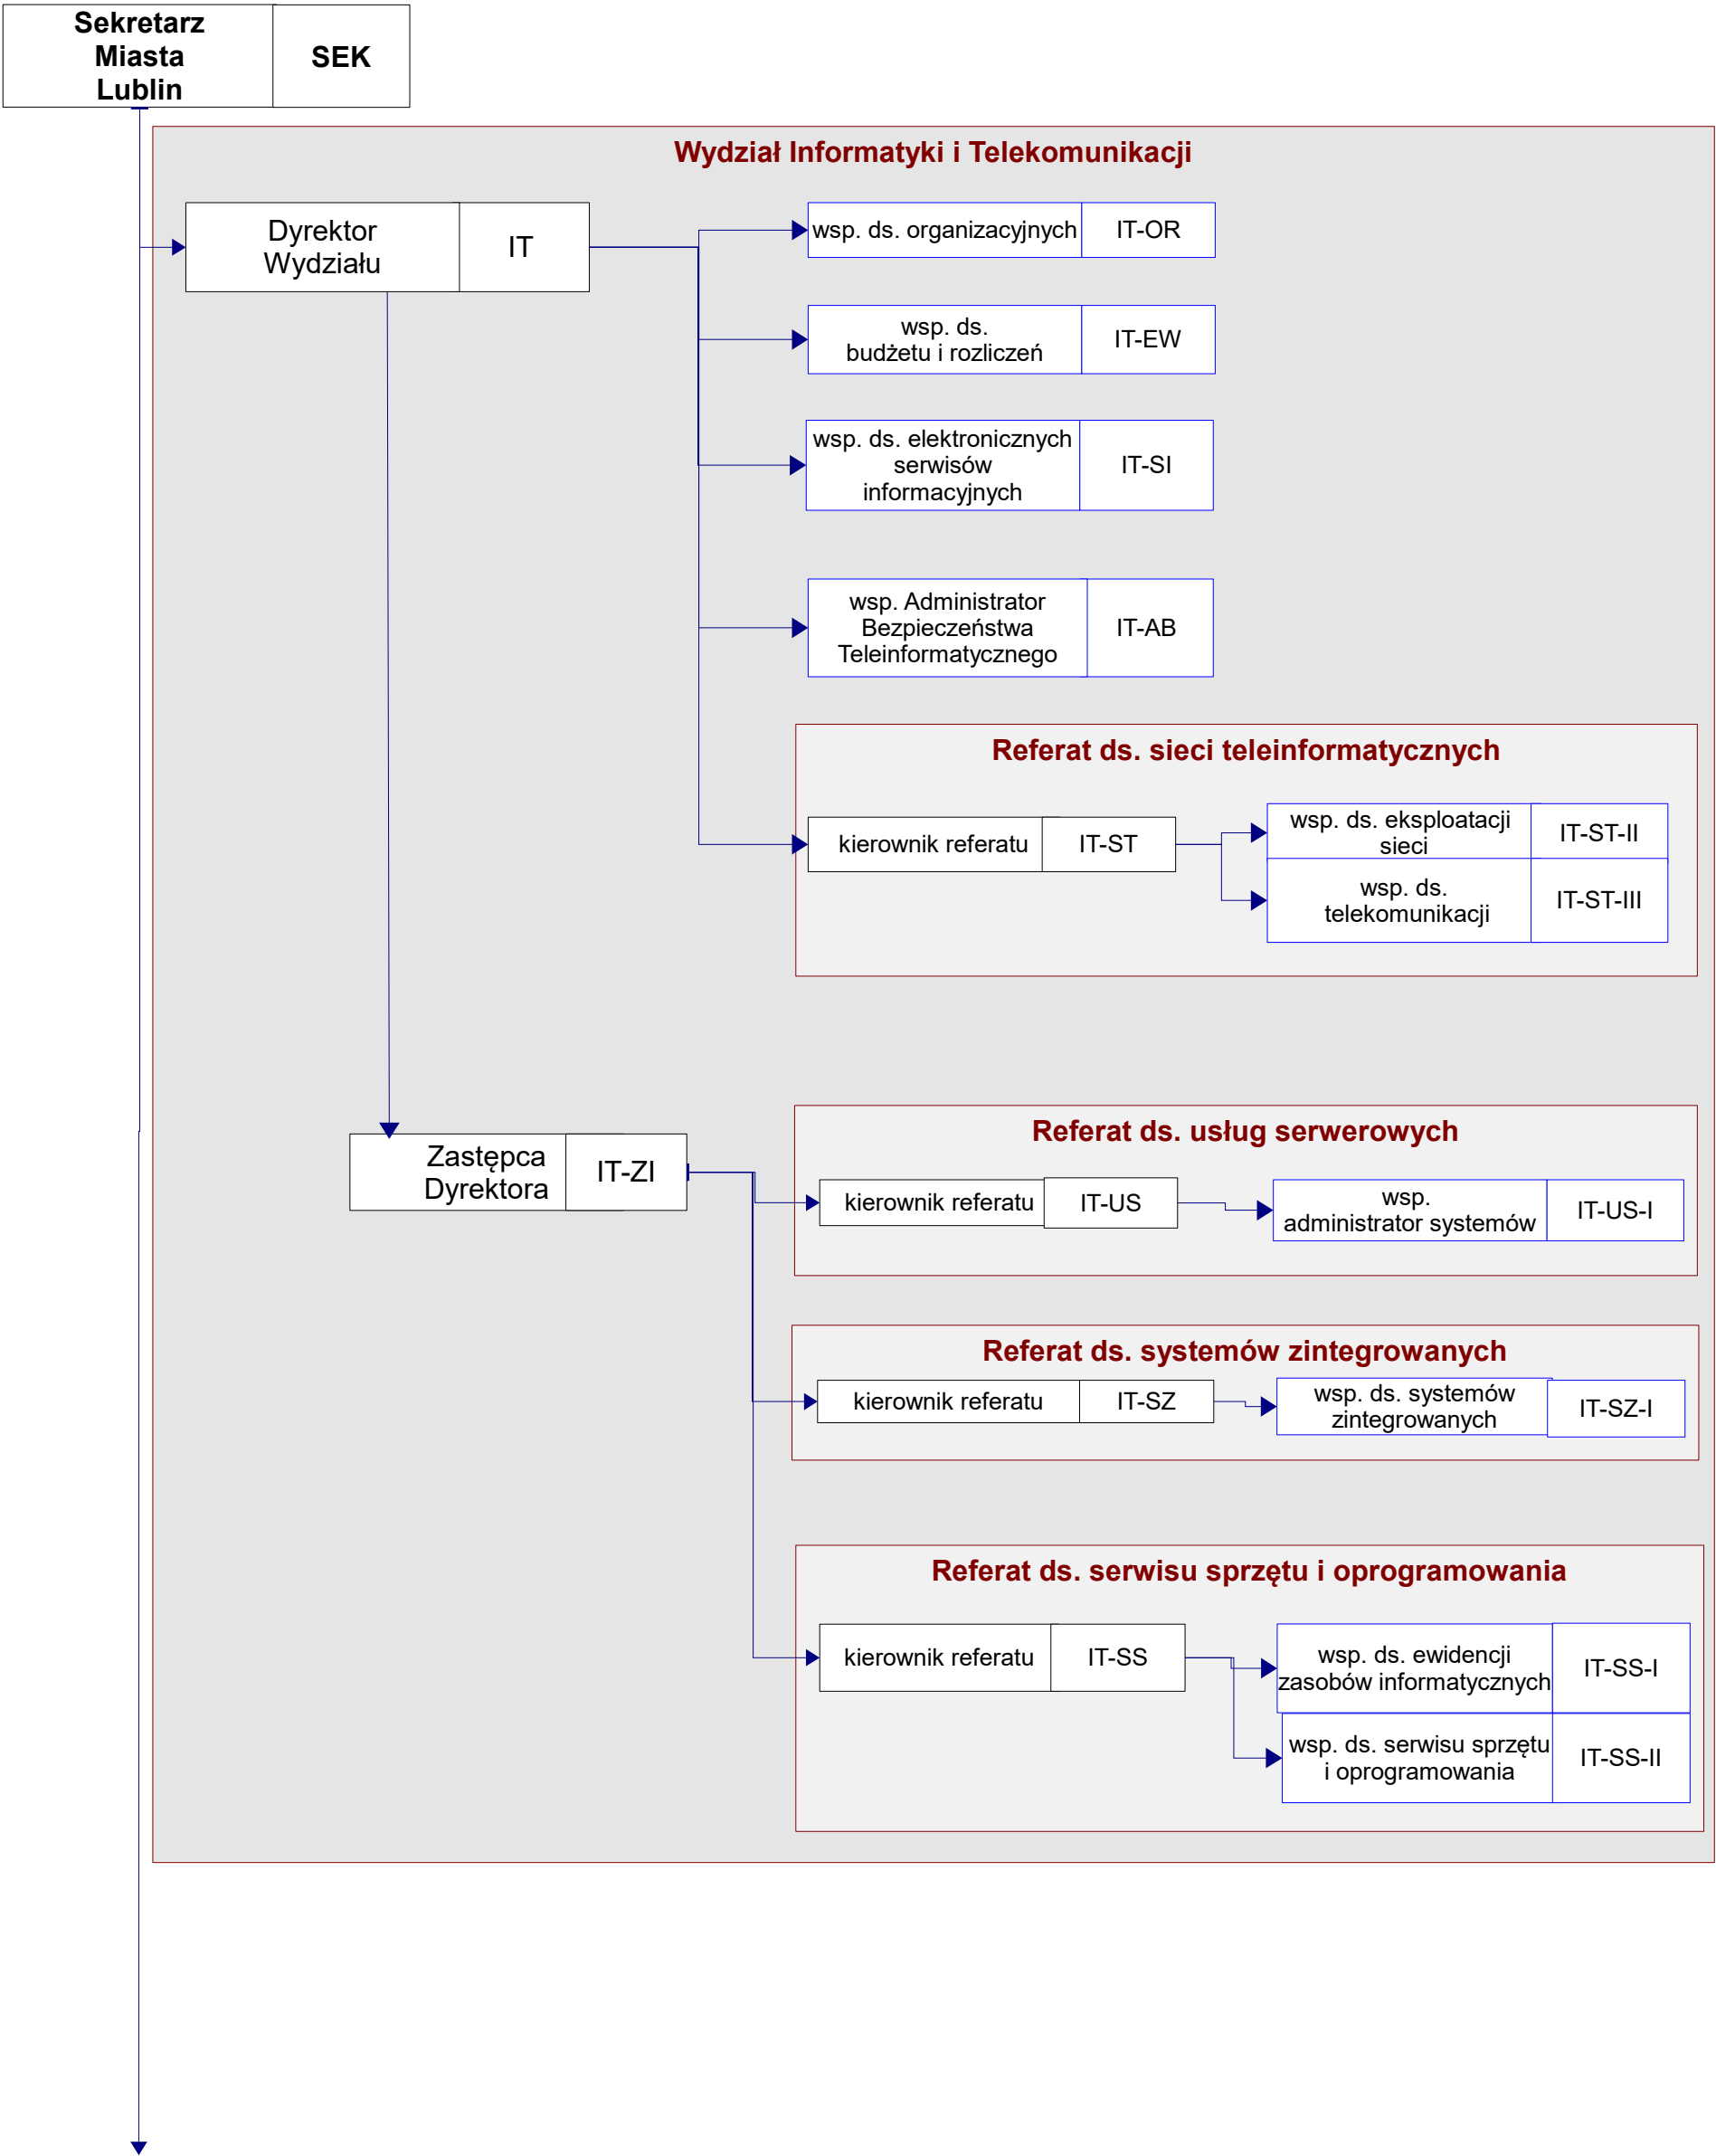 Sekretarz
Miasta
Lublin
SEK
Wydział Informatyki i Telekomunikacji
Dyrektor
Wydziału
IT
wsp. ds. organizacyjnych
IT-OR
wsp. ds.
budżetu i rozliczeń
IT-EW
wsp. ds. elektronicznych
serwisów
informacyjnych
IT-SI
wsp. Administrator
Bezpieczeństwa
Teleinformatycznego
IT-AB
Referat ds. sieci teleinformatycznych
kierownik referatu
IT-ST
wsp. ds. eksploatacji
sieci
IT-ST-II
wsp. ds.
telekomunikacji
IT-ST-III
Zastępca
Dyrektora
IT-ZI
Referat ds. usług serwerowych
kierownik referatu
IT-US
wsp.
administrator systemów
IT-US-I
Referat ds. systemów zintegrowanych
kierownik referatu
IT-SZ
wsp. ds. systemów
zintegrowanych
IT-SZ-I
Referat ds. serwisu sprzętu i oprogramowania
kierownik referatu
IT-SS
wsp. ds. ewidencji
zasobów informatycznych
IT-SS-I
wsp. ds. serwisu sprzętu
i oprogramowania
IT-SS-II